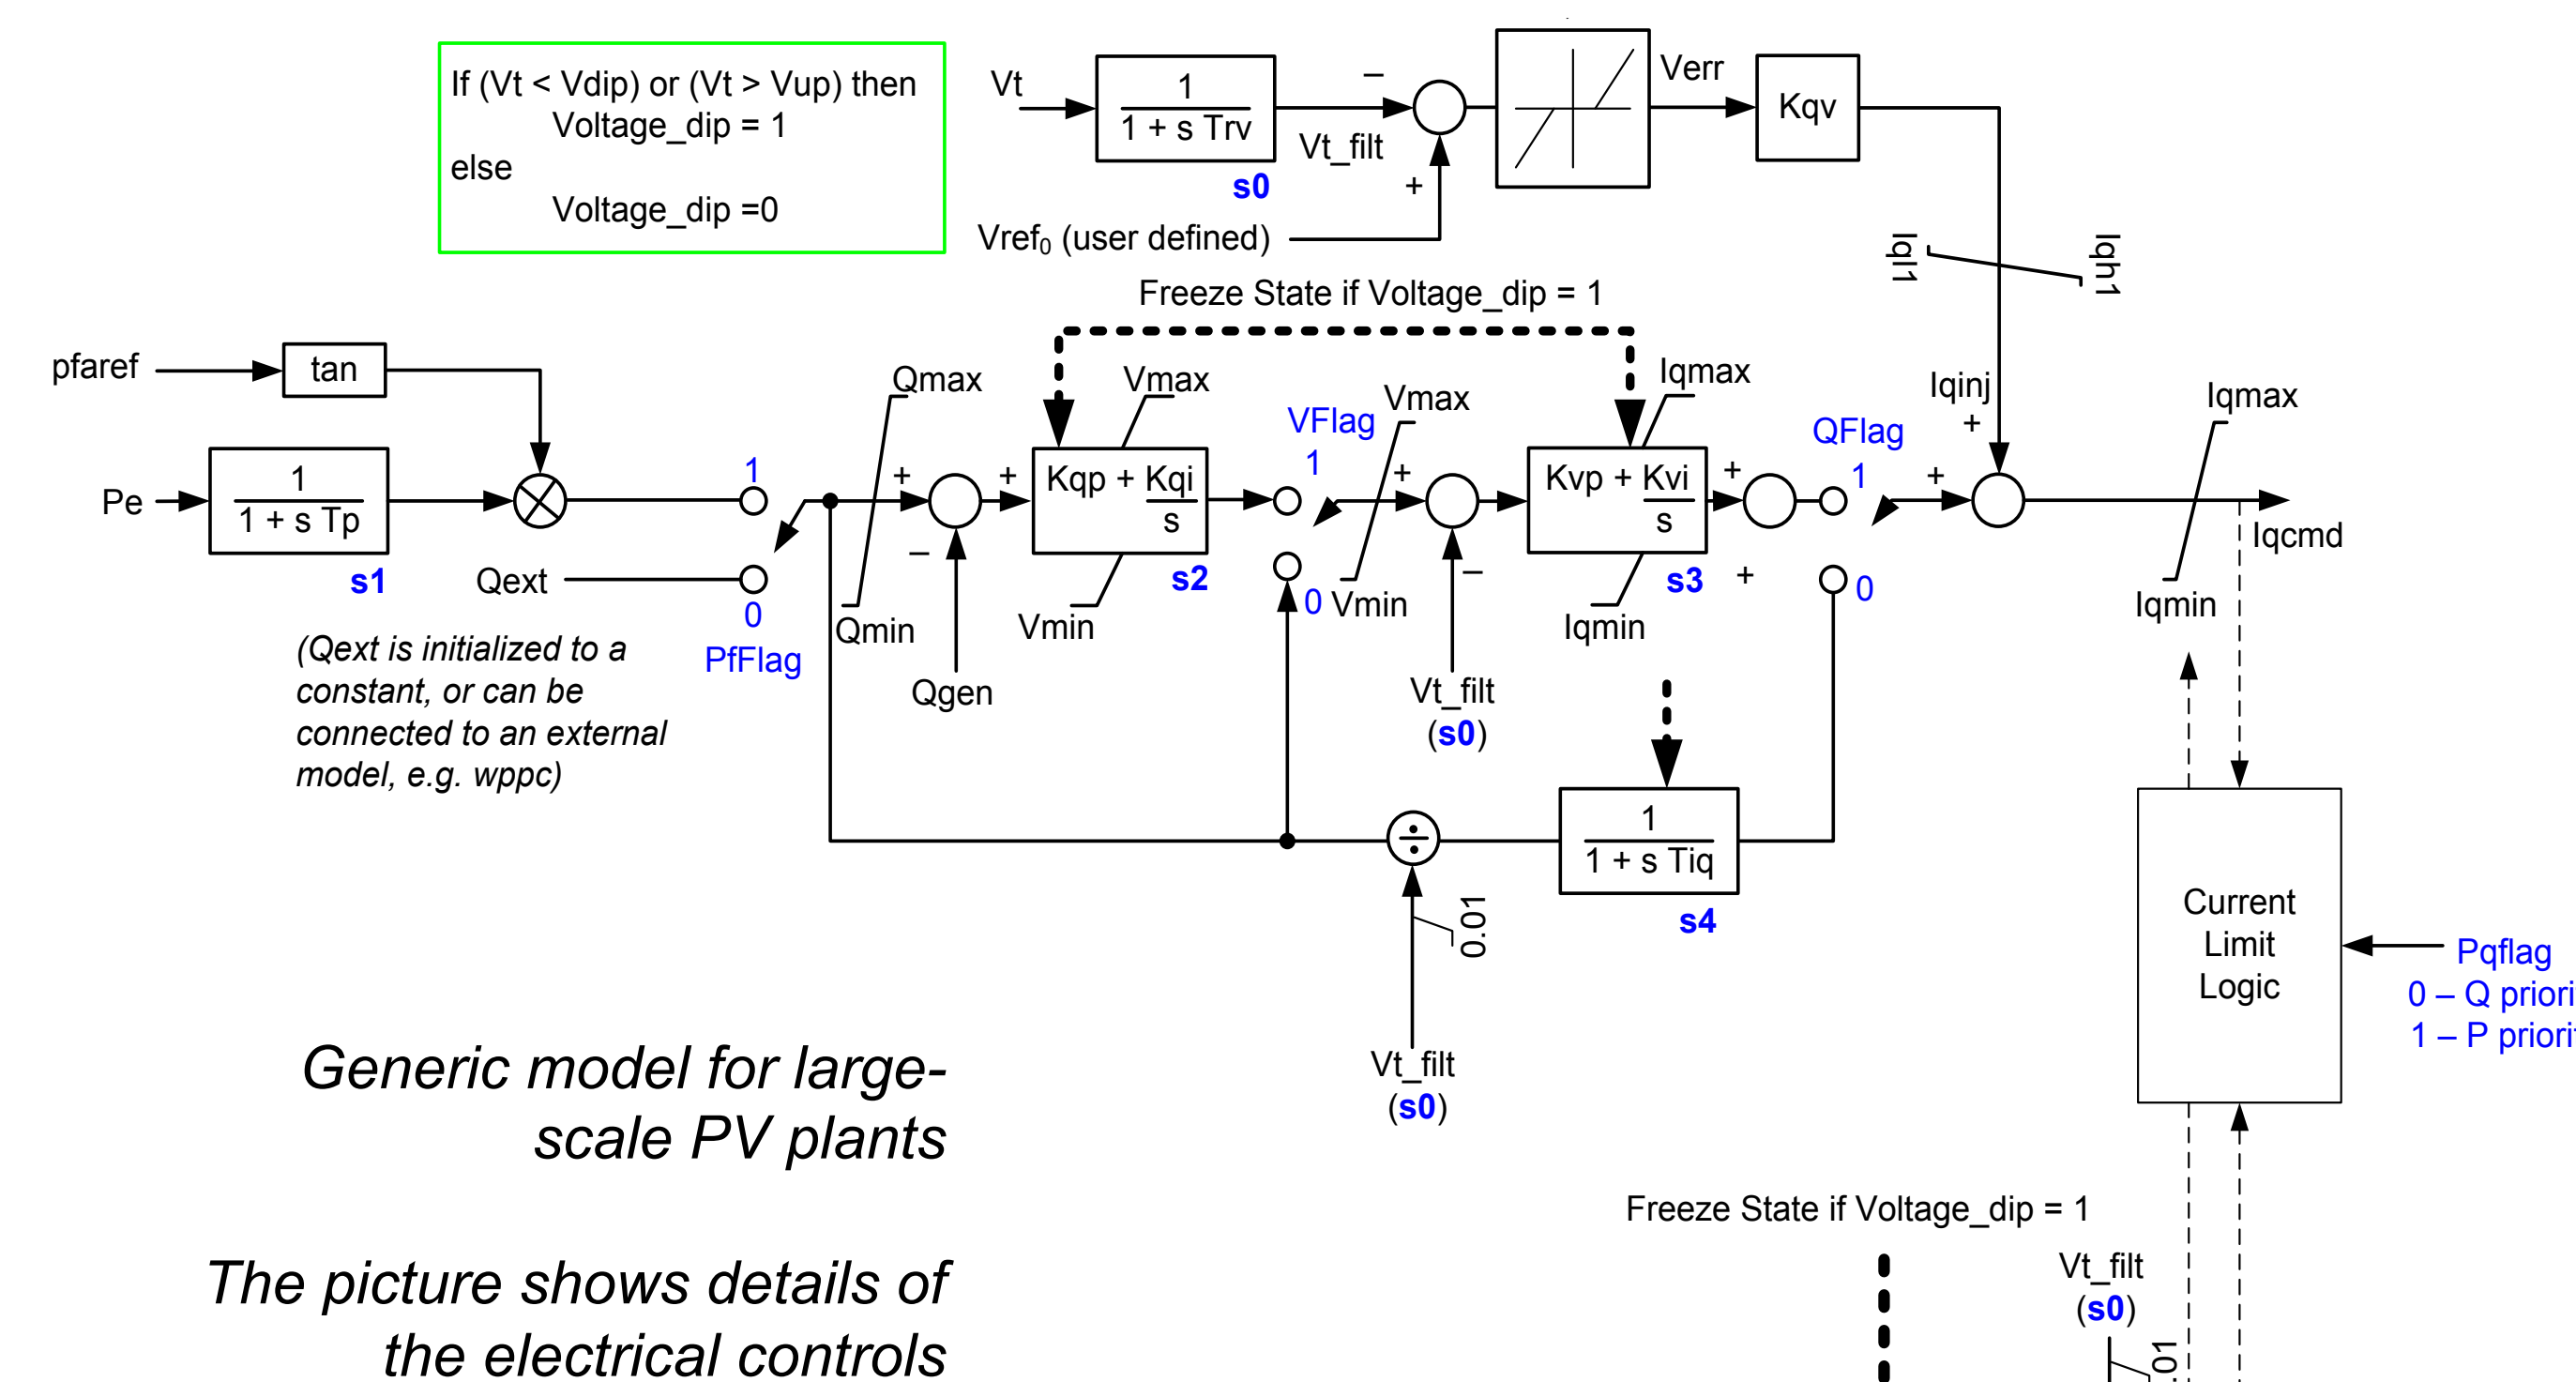 If (Vt < Vdip) or (Vt > Vup) then
Voltage_dip = 1
else
Voltage_dip =0
Vt
1
1 + s Trv
s0
–
Vt_filt
+
Vref0 (user defined)
Verr
Kqv
Iql1
Iqh1
Freeze State if Voltage_dip = 1
pfaref
tan
Pe
1
1 + s Tp
s1
Qext
(Qext is initialized to a
constant, or can be
connected to an external
model, e.g. wppc)
1
0
PfFlag
Qmax
Qmin
+
–
Qgen
+
Vmax
Kqp + Kqi
s
Vmin
s2
VFlag
1
0
Vmax
Vmin
+
–
Vt_filt
(s0)
Iqmax
Kvp + Kvi
s
Iqmin
s3
+
+
QFlag
1
0
Iqinj
+
+
Iqmax
Iqmin
Iqcmd
÷
0.01
Vt_filt
(s0)
1
1 + s Tiq
s4
Current
Limit
Logic
Pqflag
0 – Q priori
1 – P priori
Generic model for large-
scale PV plants
The picture shows details of
the electrical controls
Freeze State if Voltage_dip = 1
Vt_filt
(s0)
.01